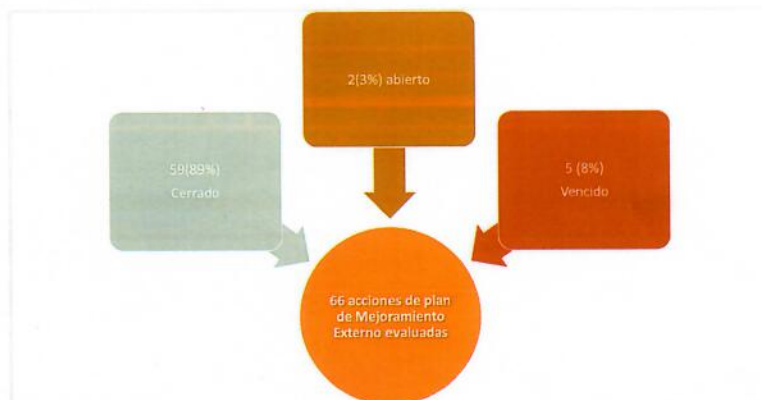 2(3%) abierto
59(89%)
Cerrado
5 (8%)
Vencido
66 acciones de plan
de Mejoramiento
Externo evaluadas